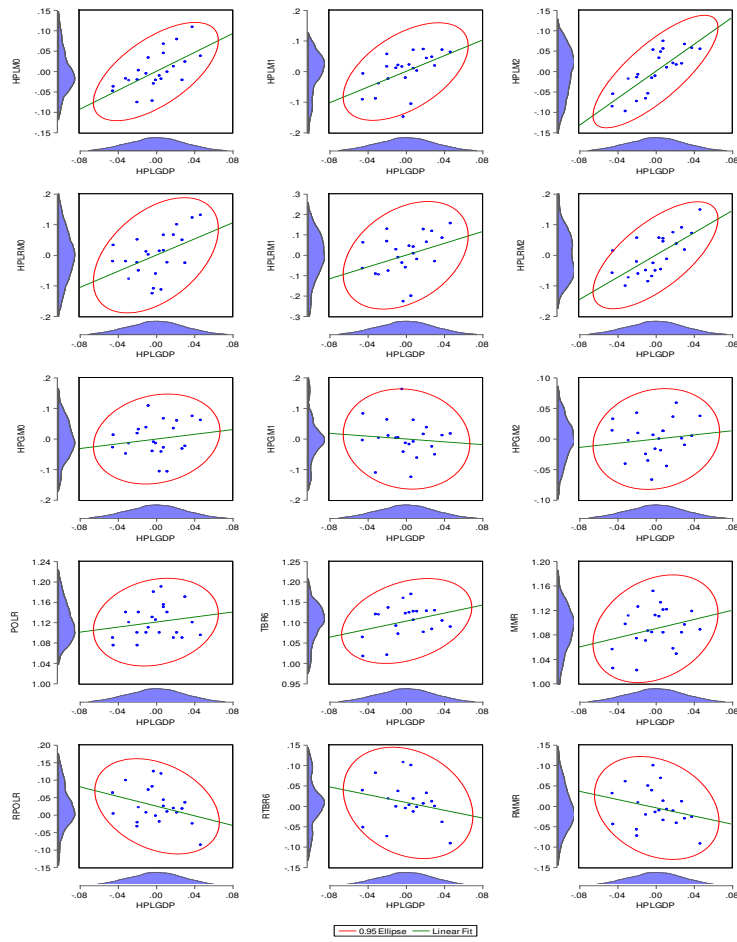 HPLM0
.15
.10
.05
.00
-.05
-.10
-.15
-.08 -.04 .00 .04 .08
HPLGDP
HPLM1
.2
.1
.0
-.1
-.2
-.08 -.04 .00 .04 .08
HPLGDP
HPLM2
.15
.10
.05
.00
-.05
-.10
-.15
-.08 -.04 .00 .04 .08
HPLGDP
HPLRM0
.2
.1
.0
-.1
-.2
-.08 -.04 .00 .04 .08
HPLGDP
HPLRM1
.3
.2
.1
.0
-.1
-.2
-.3
-.08 -.04 .00 .04 .08
HPLGDP
HPLRM2
.2
.1
.0
-.1
-.2
-.08 -.04 .00 .04 .08
HPLGDP
HPGM0
.2
.1
.0
-.1
-.2
-.08 -.04 .00 .04 .08
HPLGDP
HPGM1
.2
.1
.0
-.1
-.2
-.08 -.04 .00 .04 .08
HPLGDP
HPGM2
.10
.05
.00
-.05
-.10
-.08 -.04 .00 .04 .08
HPLGDP
POLR
1.24
1.20
1.16
1.12
1.08
1.04
1.00
-.08 -.04 .00 .04 .08
HPLGDP
TBR6
1.25
1.20
1.15
1.10
1.05
1.00
0.95
-.08 -.04 .00 .04 .08
HPLGDP
MMR
1.20
1.16
1.12
1.08
1.04
1.00
-.08 -.04 .00 .04 .08
HPLGDP
RPOLR
.20
.15
.10
.05
.00
-.05
-.10
-.15
-.08 -.04 .00 .04 .08
HPLGDP
RTBR6
.15
.10
.05
.00
-.05
-.10
-.15
-.08 -.04 .00 .04 .08
HPLGDP
RMMR
.15
.10
.05
.00
-.05
-.10
-.15
-.08 -.04 .00 .04 .08
HPLGDP
0.95 Ellipse Linear Fit